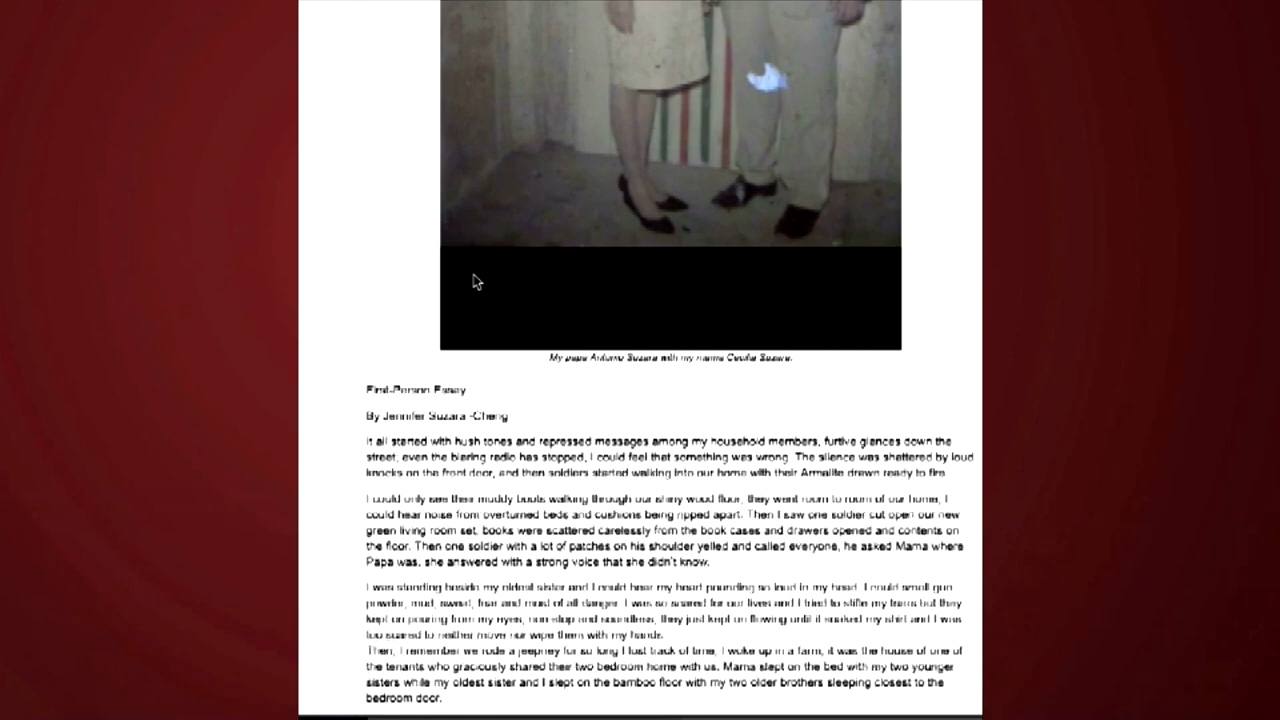 My papa Antonio Suzara with my mama Cecilia Suzara.
First-Person Essay
By Jennifer Suzara -Cheng
It all started with hush tones and repressed messages among my household members, furtive glances down the
street, even the blaring radio has stopped, I could feel that something was wrong. The silence was shattered by loud
knocks on the front door, and then soldiers started walking into our home with their Armalite drawn ready to fire.
I could only see their muddy boots walking through our shiny wood floor, they went room to room of our home, I
could hear noise from overturned beds and cushions being ripped apart. Then I saw one soldier cut open our new
green living room set, books were scattered carelessly from the book cases and drawers opened and contents on
the floor. Then one soldier with a lot of patches on his shoulder yelled and called everyone, he asked Mama where
Papa was, she answered with a strong voice that she didn't know.
I was standing beside my oldest sister and I could hear my heart pounding so loud in my head. I could smell gun
powder, mud, sweat, fear and most of all danger. I was so scared for our lives and I tried to stifle my tears but they
kept on pouring from my eyes, non-stop and soundless, they just kept on flowing until it soaked my shirt and I was
too scared to neither move nor wipe them with my hands.
Then, I remember we rode a jeepney for so long I lost track of time, I woke up in a farm, it was the house of one of
the tenants who graciously shared their two bedroom home with us. Mama slept on the bed with my two younger
sisters while my oldest sister and I slept on the bamboo floor with my two older brothers sleeping closest to the
bedroom door.